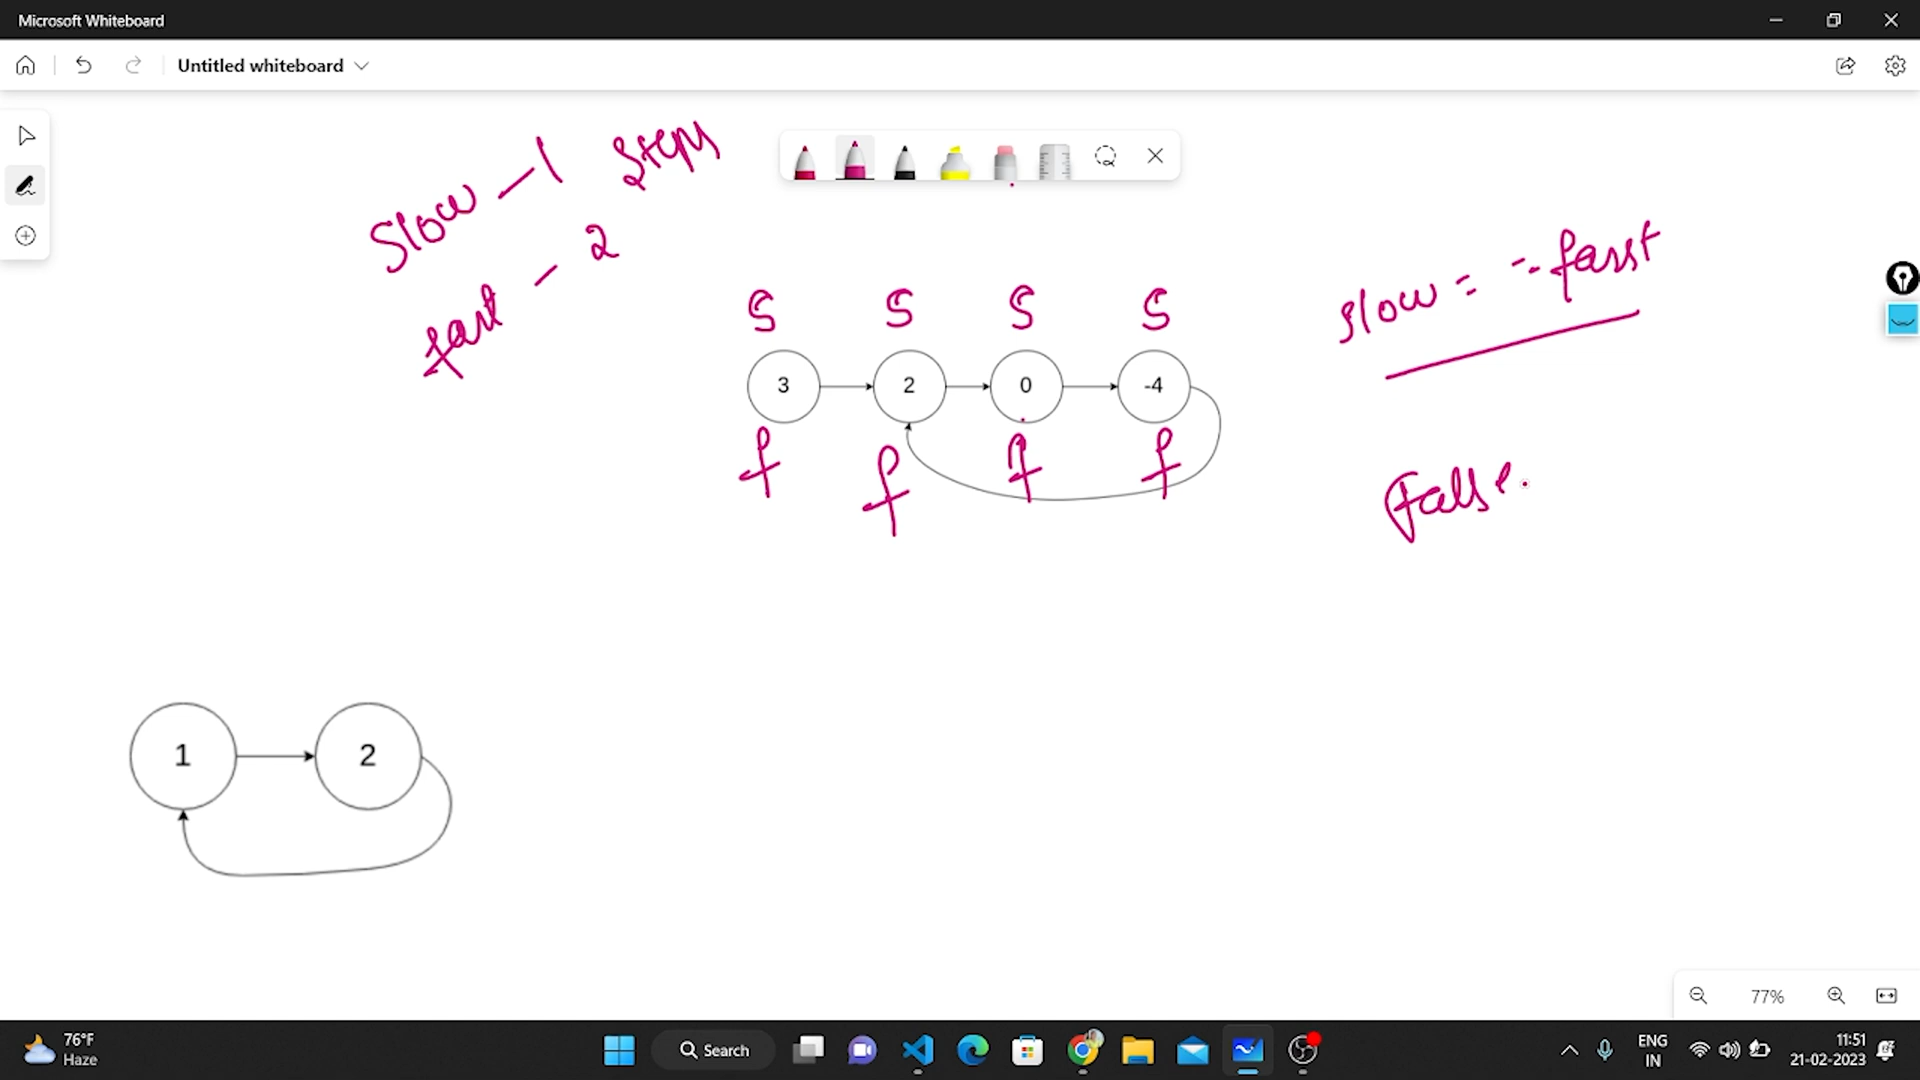 Microsoft Whiteboard
Untitled whiteboard
Slow - 1 Steps
fast - 2
slow = = fasst
S S S S
3 2 0 -4
f f f f
False
1 2
77%
76°F
Haze
Search
ENG
IN
11:51
21-02-2023